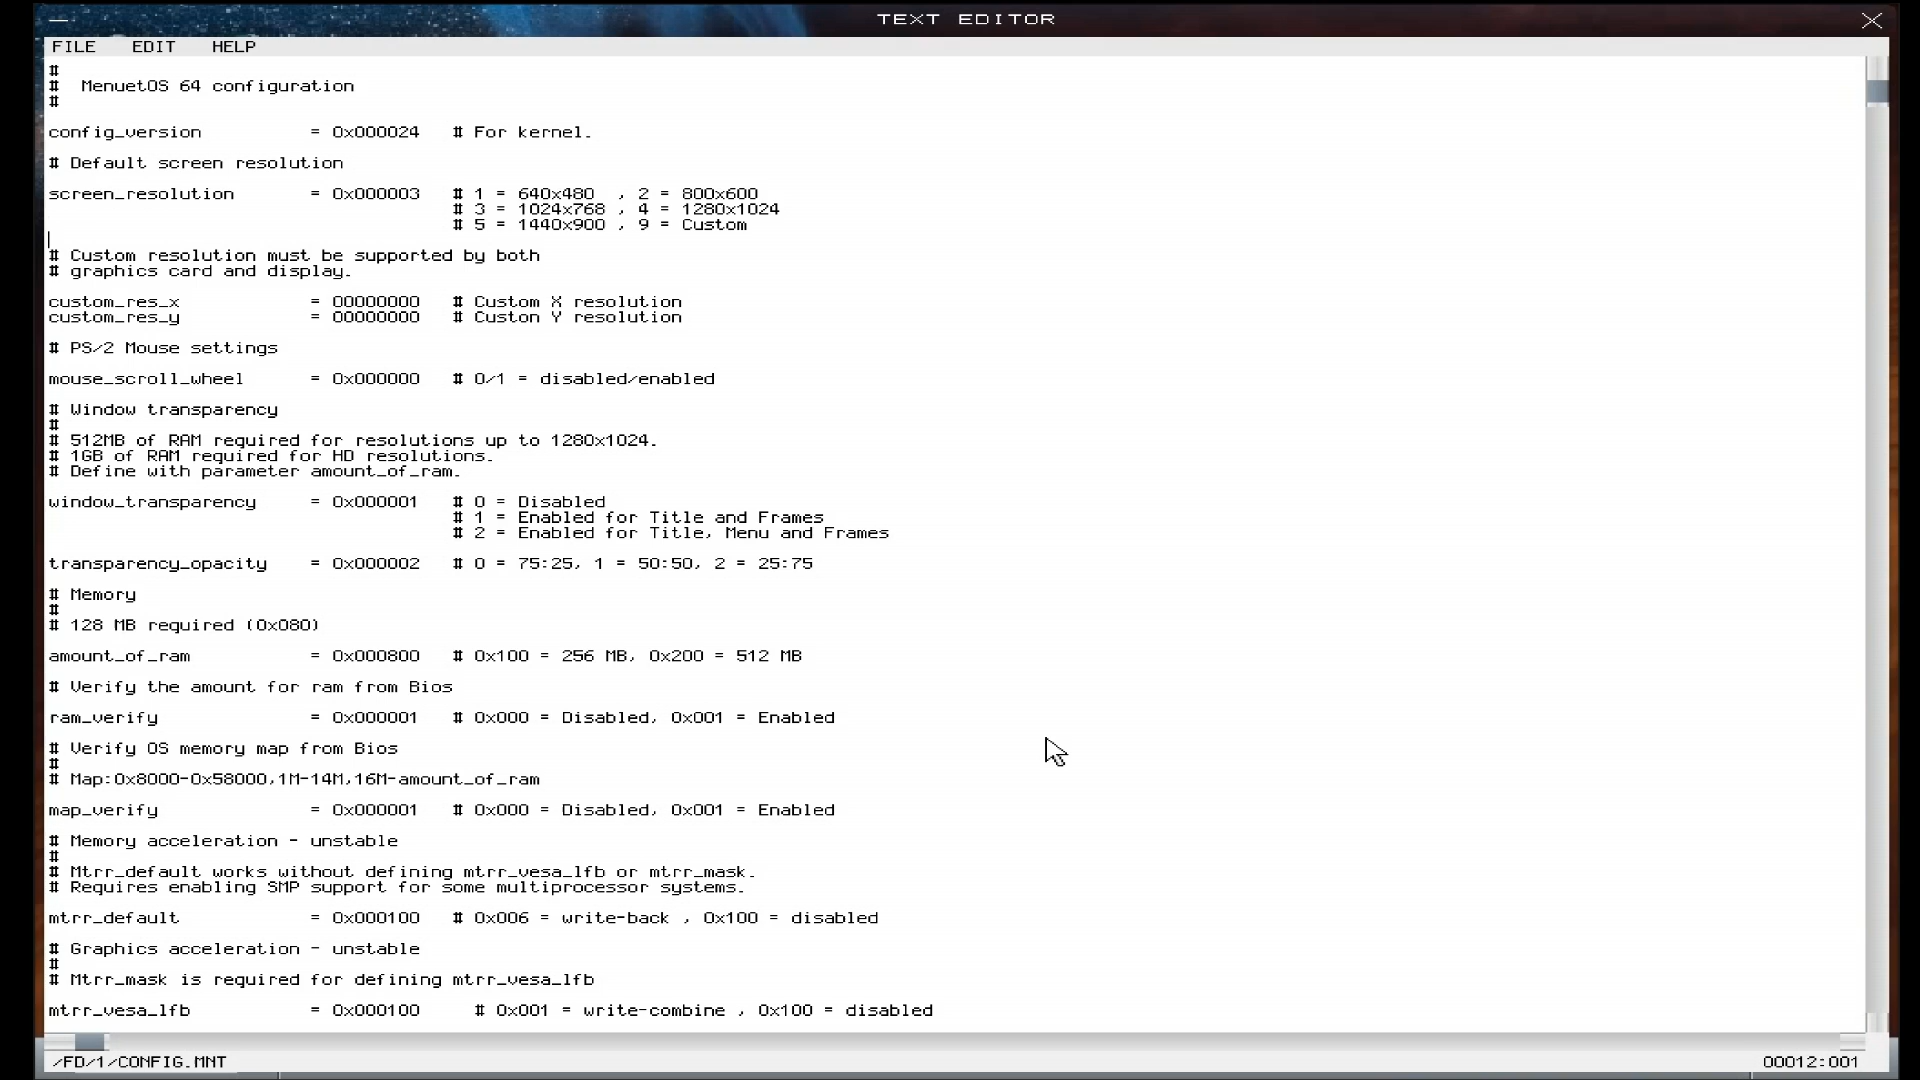 TEXT EDITOR
FILE EDIT HELP
#
# MenuetOS 64 configuration
#
config_version = 0x000024 # For kernel.
# Default screen resolution
screen_resolution = 0x000003 # 1 = 640x480 , 2 = 800x600
# 3 = 1024x768 , 4 = 1280x1024
# 5 = 1440x900 , 9 = Custom
# Custom resolution must be supported by both
# graphics card and display.
custom_res_x = 00000000 # Custom X resolution
custom_res_y = 00000000 # Custon Y resolution
# PS/2 Mouse settings
mouse_scroll_wheel = 0x000000 # 0/1 = disabled/enabled
# Window transparency
#
# 512MB of RAM required for resolutions up to 1280x1024.
# 1GB of RAM required for HD resolutions.
# Define with parameter amount_of_ram.
window_transparency = 0x000001 # 0 = Disabled
# 1 = Enabled for Title and Frames
# 2 = Enabled for Title, Menu and Frames
transparency_opacity = 0x000002 # 0 = 75:25, 1 = 50:50, 2 = 25:75
# Memory
#
# 128 MB required (0x080)
amount_of_ram = 0x000800 # 0x100 = 256 MB, 0x200 = 512 MB
# Verify the amount for ram from Bios
ram_verify = 0x000001 # 0x000 = Disabled, 0x001 = Enabled
# Verify OS memory map from Bios
#
# Map:0x8000-0x58000,1M-14M,16M-amount_of_ram
map_verify = 0x000001 # 0x000 = Disabled, 0x001 = Enabled
# Memory acceleration - unstable
#
# Mtrr_default works without defining mtrr_vesa_lfb or mtrr_mask.
# Requires enabling SMP support for some multiprocessor systems.
mtrr_default = 0x000100 # 0x006 = write-back , 0x100 = disabled
# Graphics acceleration - unstable
#
# Mtrr_mask is required for defining mtrr_vesa_lfb
mtrr_vesa_lfb = 0x000100 # 0x001 = write-combine , 0x100 = disabled
/FD/1/CONFIG.MNT 00012:001